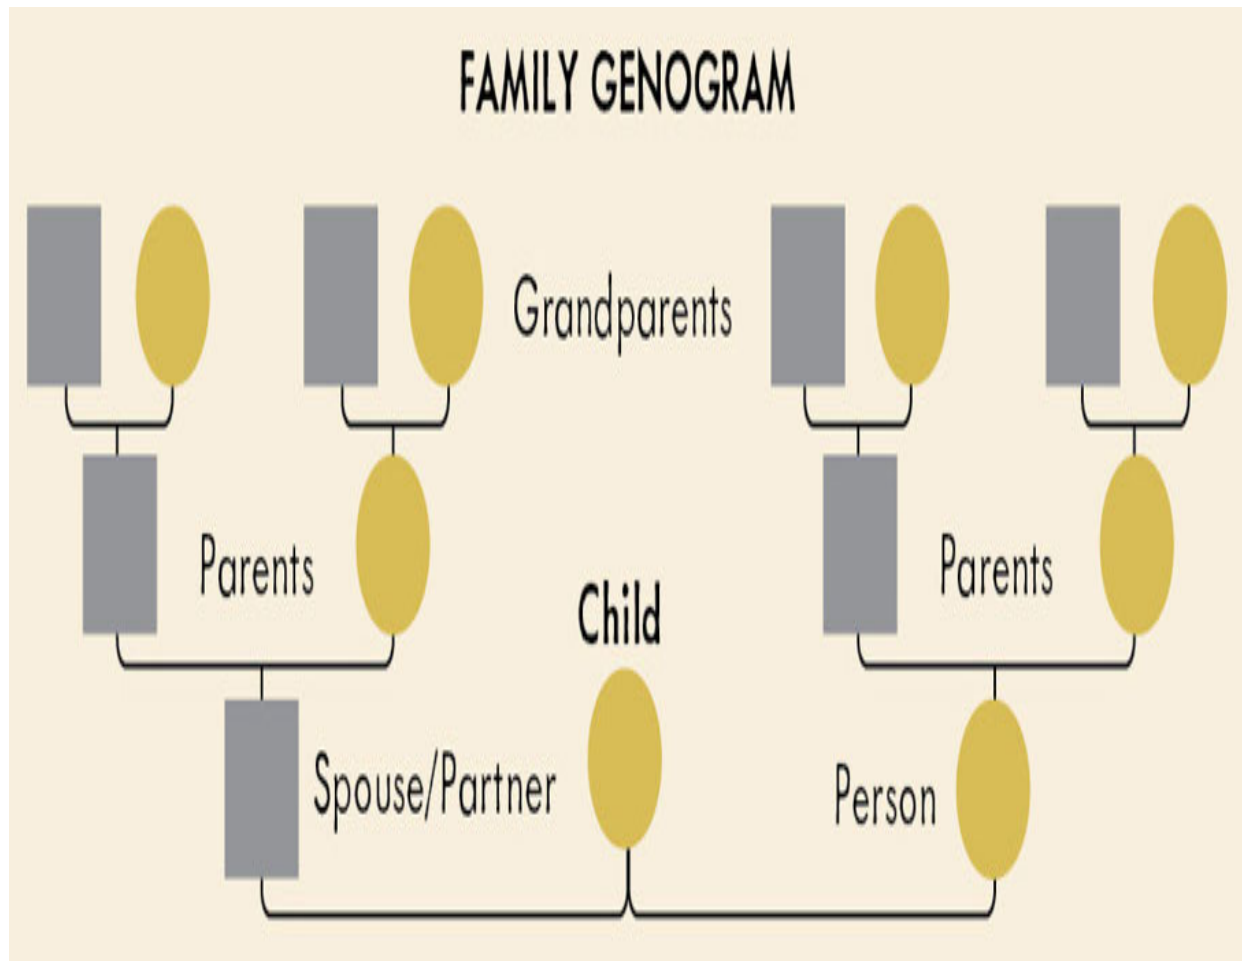 FAMILY GENOGRAM
Grandparents
Parents
Parents
Child
Spouse/Partner
Person